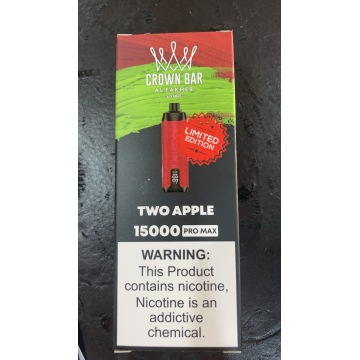 CROWN BAR
AL FAKHER
LIMITED
EDITION
TWO APPLE
15000 PRO MAX
WARNING:
This Product
contains nicotine,
Nicotine is an
addictive
chemical.